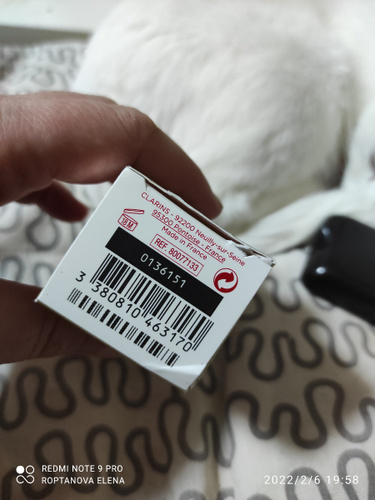 CLARINS - 92200 Neuilly-sur-Seine
95300 Pontoise - France
Made in France
18 M
REF. 80077133
0136151
3 380810 463170
REDMI NOTE 9 PRO
ROPTANOVA ELENA
2022/2/6 19:58